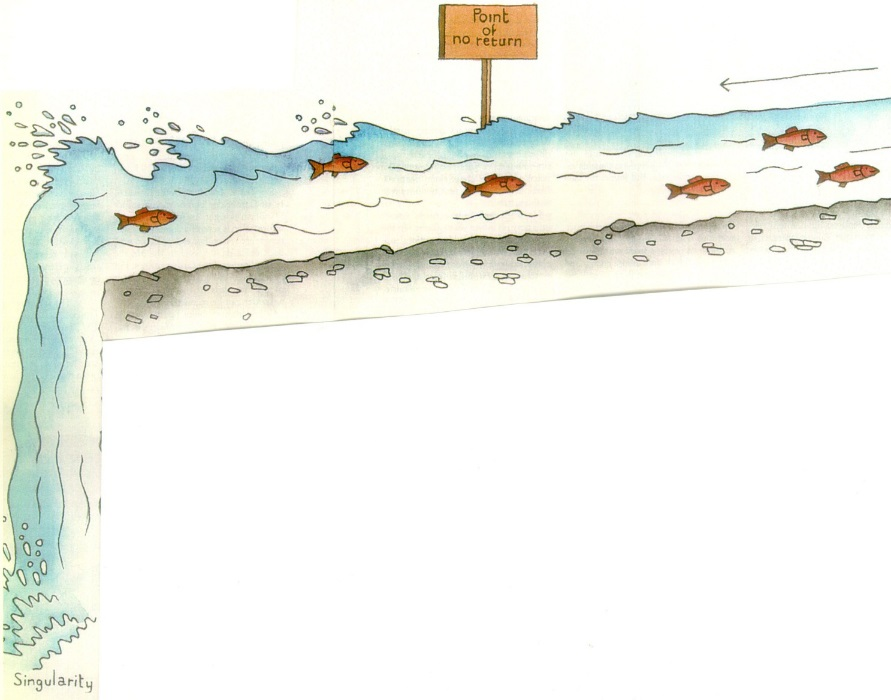 Point
of
no return
Singularity